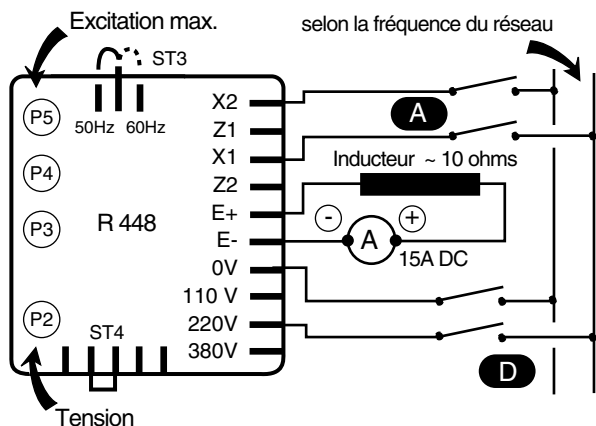 Excitation max.
selon la fréquence du réseau
ST3
50Hz 60Hz
P5
P4
P3
P2
R 448
ST4
X2
Z1
X1
Z2
E+
E-
0V
110 V
220V
380V
A
Inducteur ~ 10 ohms
- A +
15A DC
D
Tension